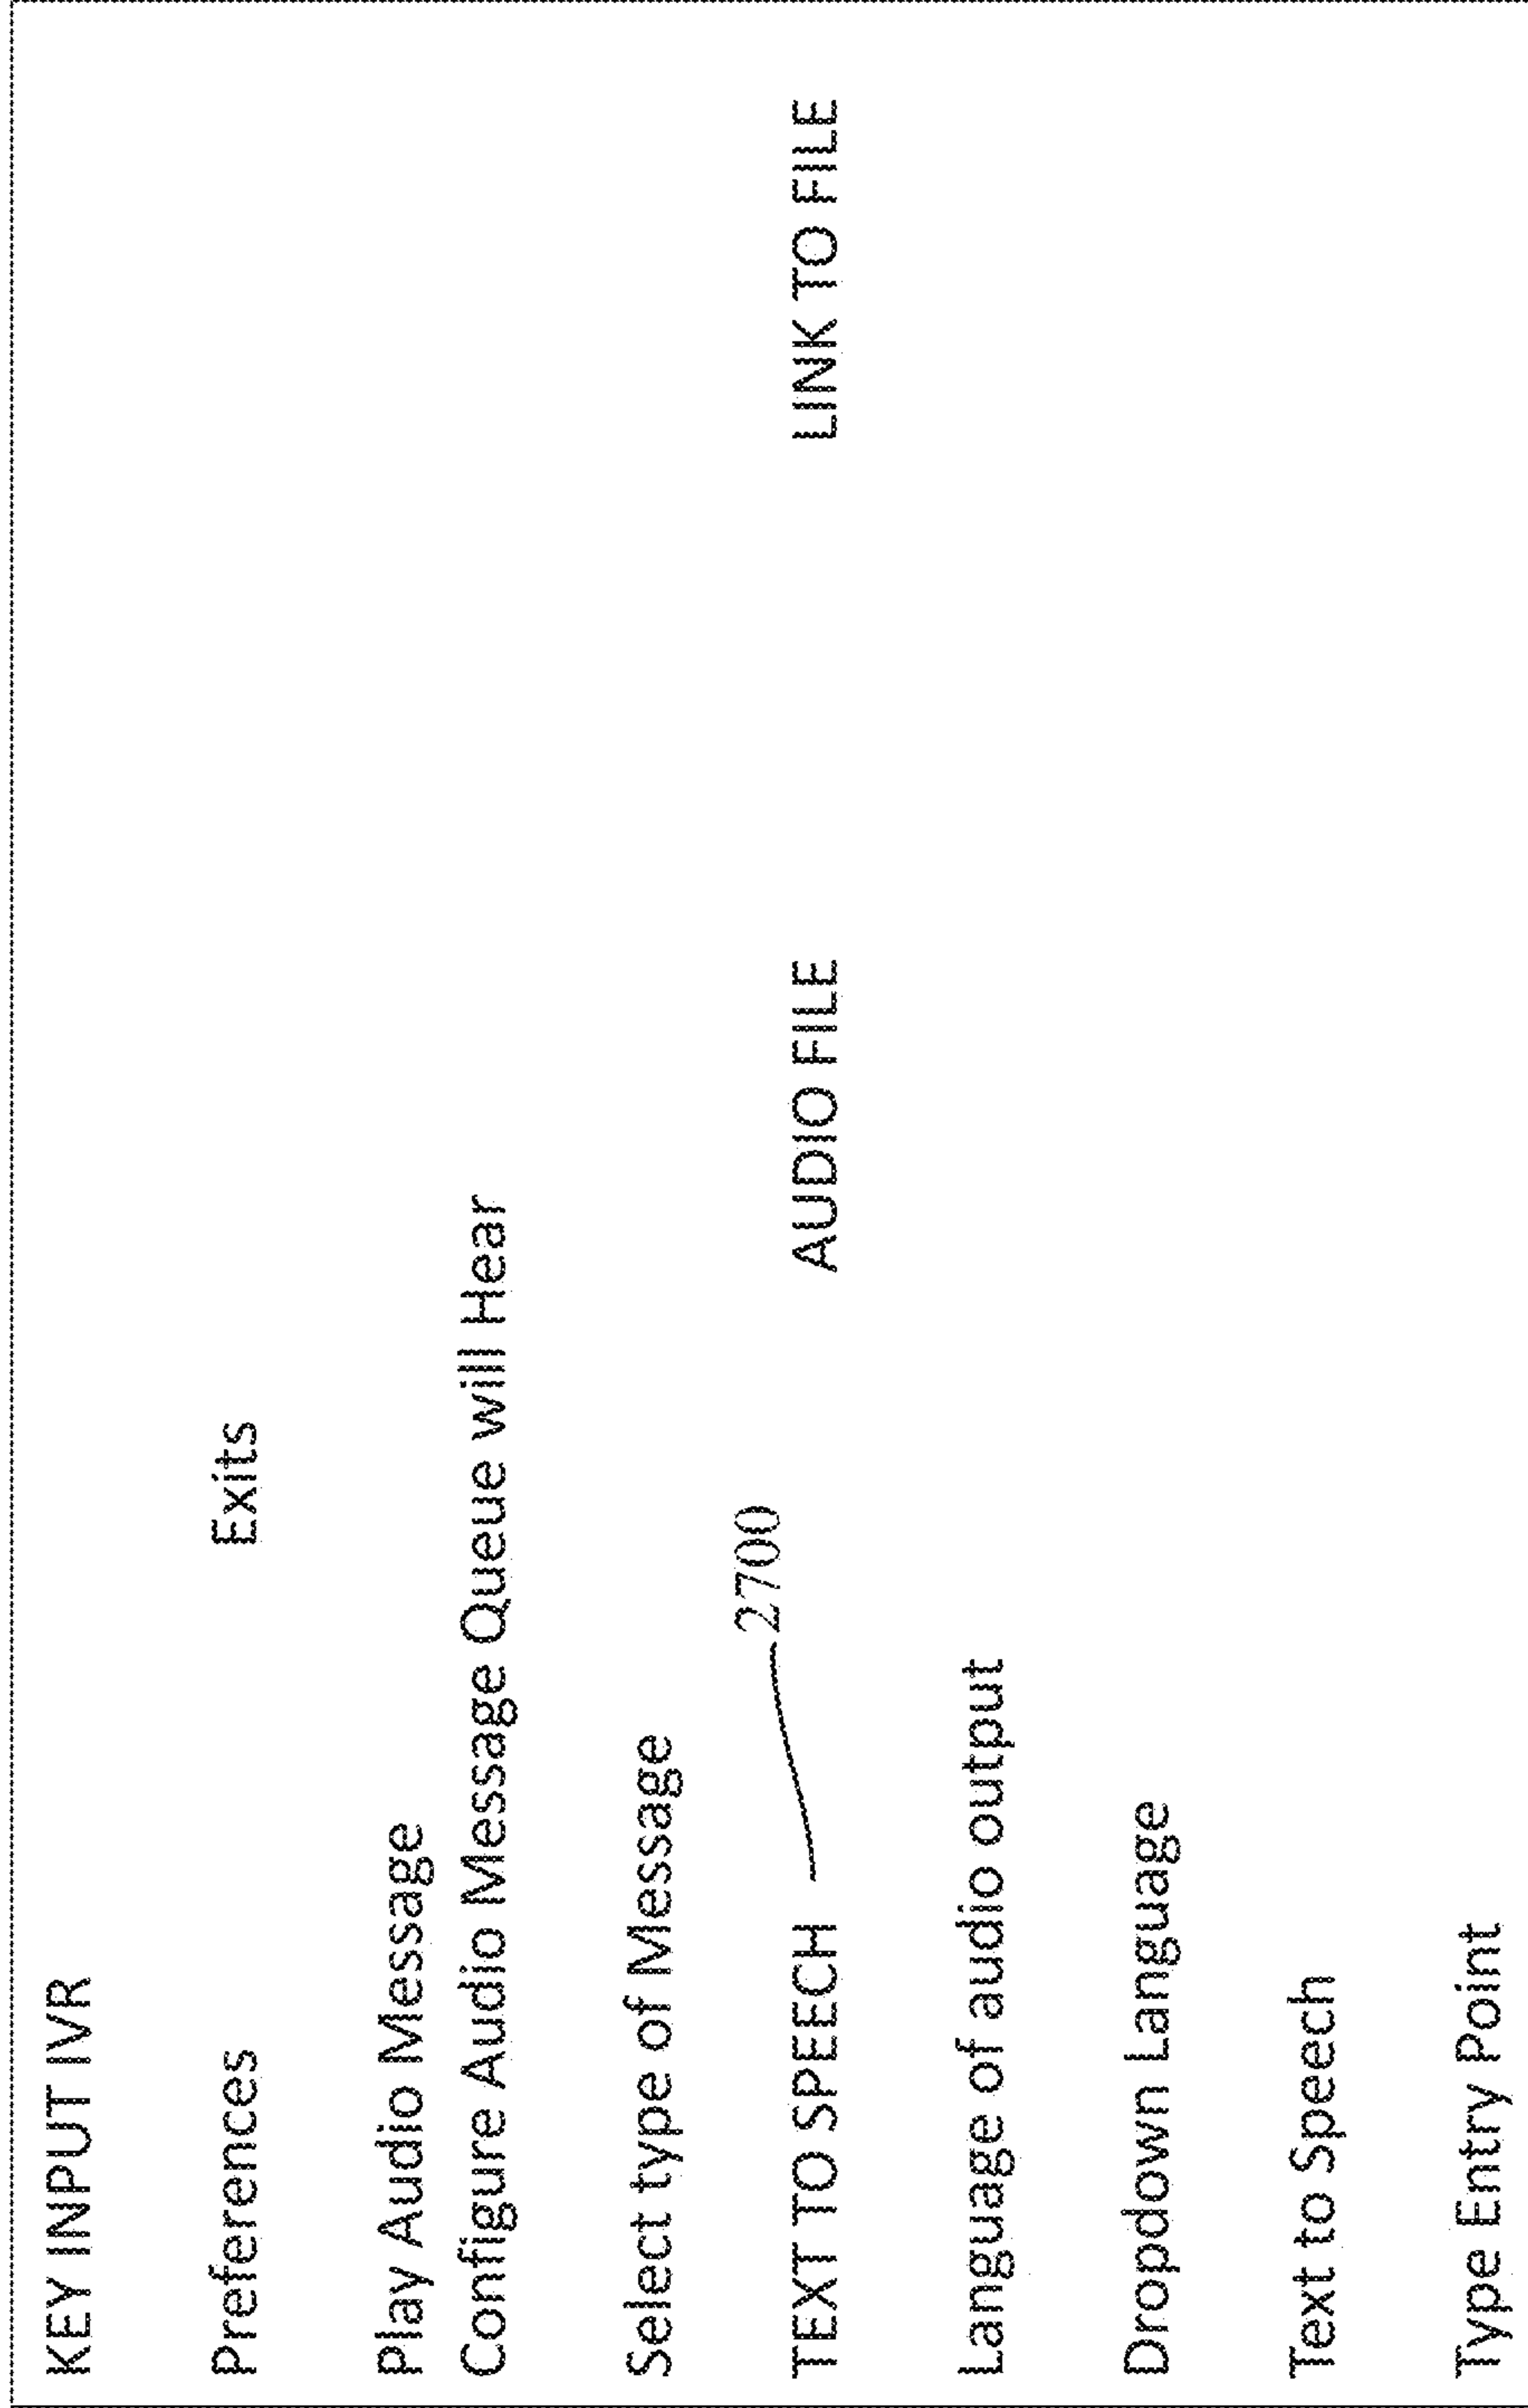 KEY INPUT IVR
Preferences Exits
Play Audio Message
Configure Audio Message Queue will Hear
Select type of Message
2700
TEXT TO SPEECH AUDIO FILE LINK TO FILE
Language of audio output
Dropdown Language
Text to Speech
Type Entry Point